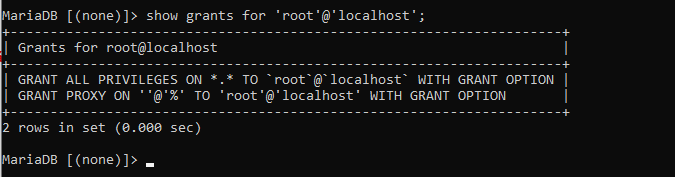 MariaDB [(none)]> show grants for 'root'@'localhost';
+---------------------------------------------------------------------+
| Grants for root@localhost                                           |
+---------------------------------------------------------------------+
| GRANT ALL PRIVILEGES ON *.* TO `root`@`localhost` WITH GRANT OPTION |
| GRANT PROXY ON ''@'%' TO 'root'@'localhost' WITH GRANT OPTION       |
+---------------------------------------------------------------------+
2 rows in set (0.000 sec)
MariaDB [(none)]> _